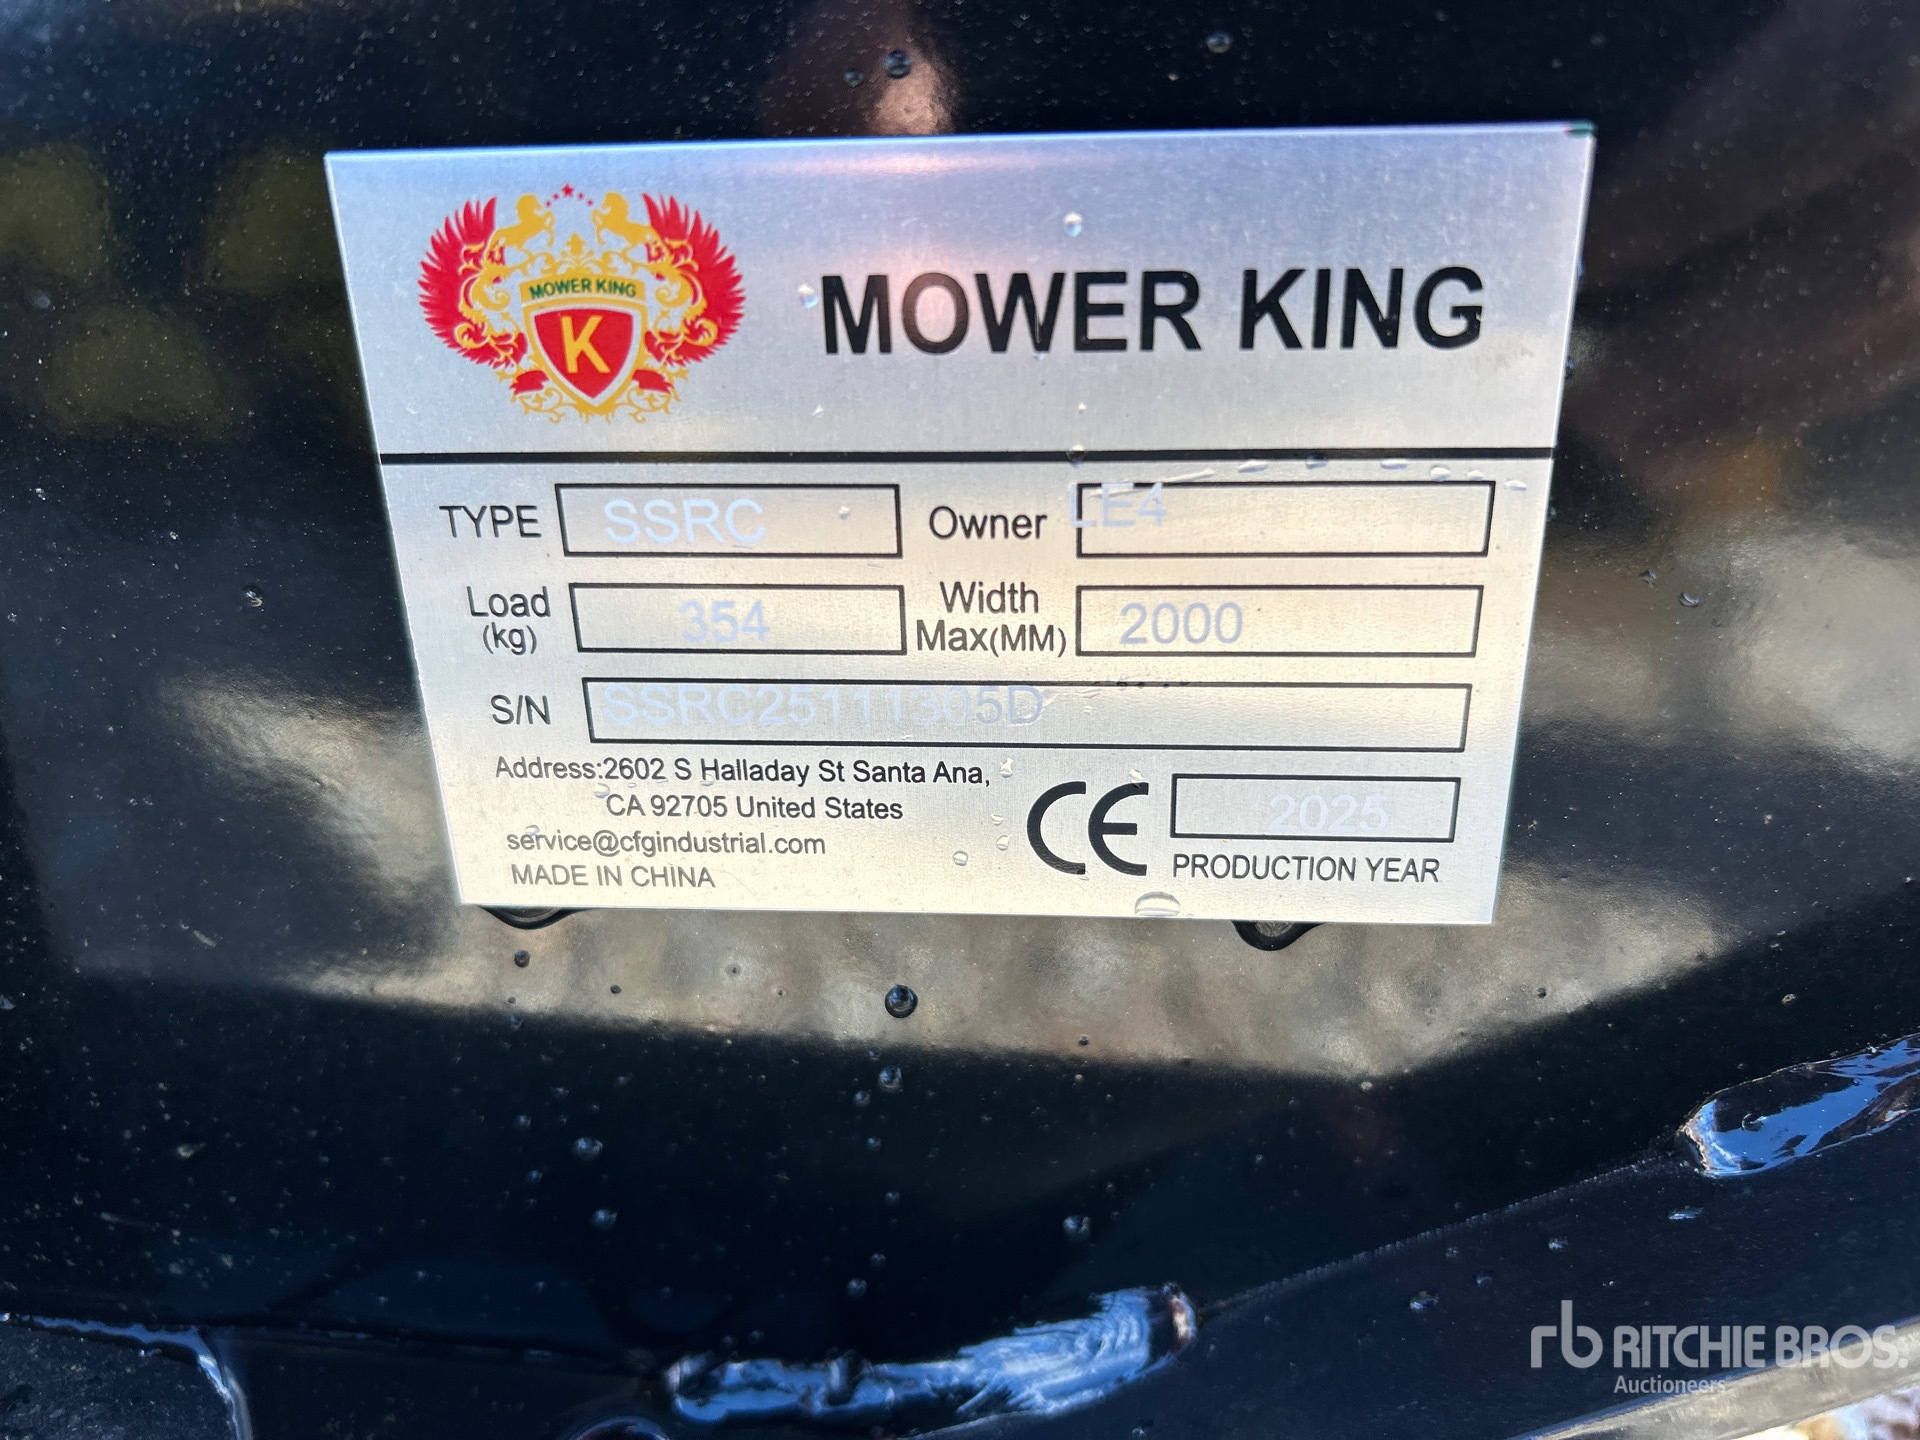 MOWER KING
K
MOWER KING
TYPE SSRC Owner LE4
Load (kg) 354 Width Max(MM) 2000
S/N SSRC25111305D
Address:2602 S Halladay St Santa Ana,
CA 92705 United States
service@cfgindustrial.com
MADE IN CHINA
CE 2025
PRODUCTION YEAR
rb RITCHIE BROS.
Auctioneers